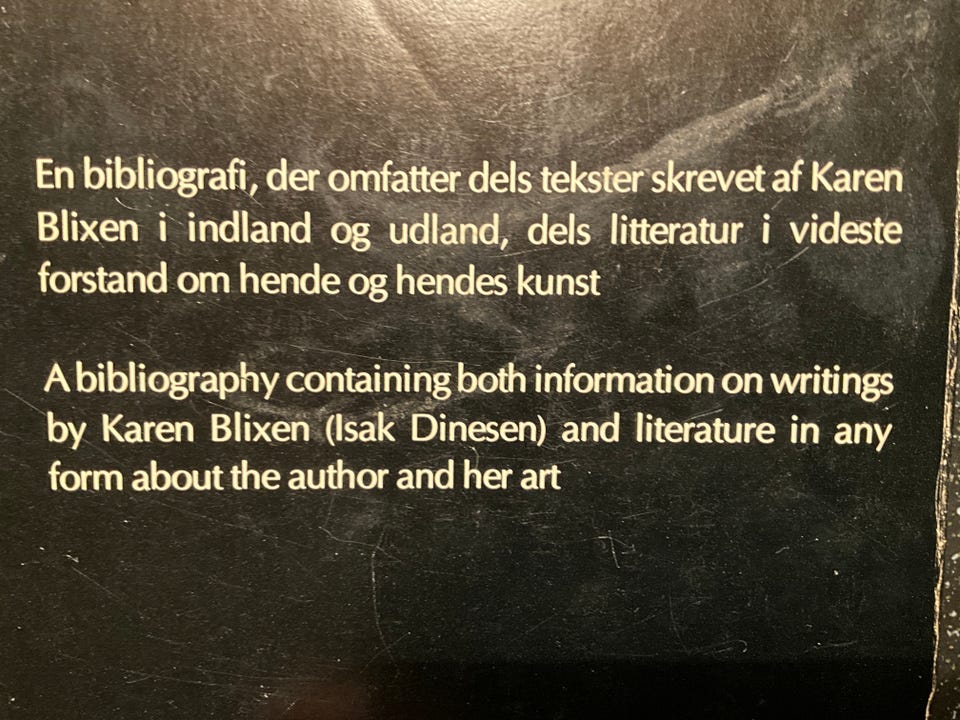 En bibliografi, der omfatter dels tekster skrevet af Karen
Blixen i indland og udland, dels litteratur i videste
forstand om hende og hendes kunst
A bibliography containing both information on writings
by Karen Blixen (Isak Dinesen) and literature in any
form about the author and her art